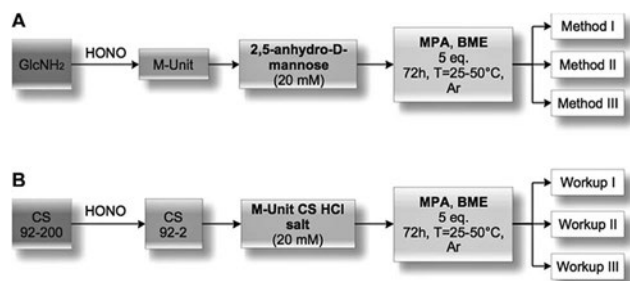 A
GlcNH₂
HONO
M-Unit
2,5-anhydro-D-
mannose
(20 mM)
MPA, BME
5 eq.
72h, T=25-50°C,
Ar
Method I
Method II
Method III
B
CS
92-200
HONO
CS
92-2
M-Unit CS HCl
salt
(20 mM)
MPA, BME
5 eq.
72h, T=25-50°C,
Ar
Workup I
Workup II
Workup III